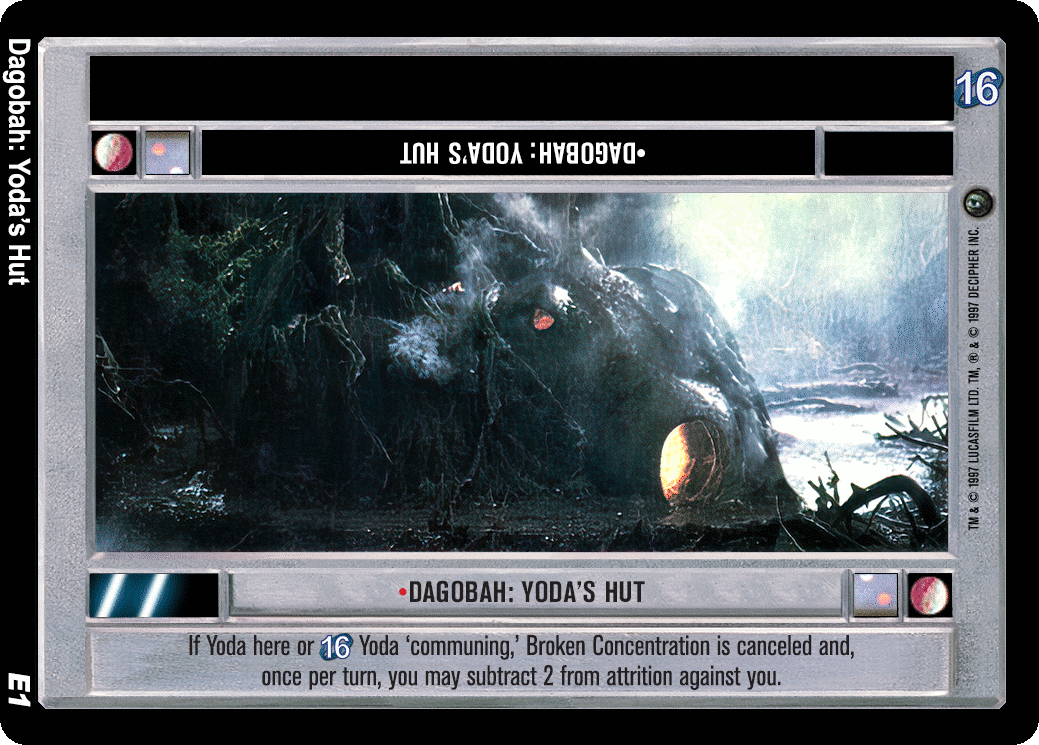 Dagobah: Yoda's Hut
16
•DAGOBAH: YODA'S HUT
TM & © 1997 LUCASFILM LTD. TM, ® & © 1997 DECIPHER INC.
•DAGOBAH: YODA'S HUT
If Yoda here or 16 Yoda ‘communing,’ Broken Concentration is canceled and,
once per turn, you may subtract 2 from attrition against you.
E1